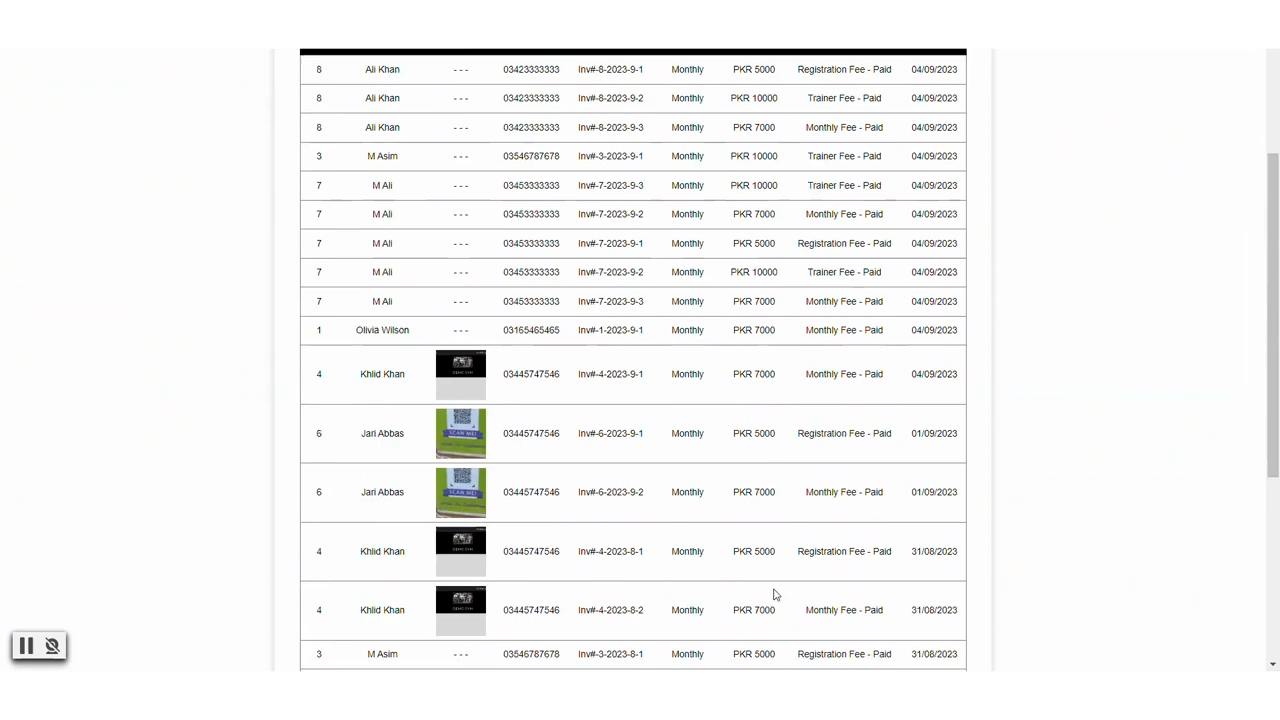 8 Ali Khan - - - 03423333333 Inv#-8-2023-9-1 Monthly PKR 5000 Registration Fee - Paid 04/09/2023
8 Ali Khan - - - 03423333333 Inv#-8-2023-9-2 Monthly PKR 10000 Trainer Fee - Paid 04/09/2023
8 Ali Khan - - - 03423333333 Inv#-8-2023-9-3 Monthly PKR 7000 Monthly Fee - Paid 04/09/2023
3 M Asim - - - 03546787678 Inv#-3-2023-9-1 Monthly PKR 10000 Trainer Fee - Paid 04/09/2023
7 M Ali - - - 03453333333 Inv#-7-2023-9-3 Monthly PKR 10000 Trainer Fee - Paid 04/09/2023
7 M Ali - - - 03453333333 Inv#-7-2023-9-2 Monthly PKR 7000 Monthly Fee - Paid 04/09/2023
7 M Ali - - - 03453333333 Inv#-7-2023-9-1 Monthly PKR 5000 Registration Fee - Paid 04/09/2023
7 M Ali - - - 03453333333 Inv#-7-2023-9-2 Monthly PKR 10000 Trainer Fee - Paid 04/09/2023
7 M Ali - - - 03453333333 Inv#-7-2023-9-3 Monthly PKR 7000 Monthly Fee - Paid 04/09/2023
1 Olivia Wilson - - - 03165465465 Inv#-1-2023-9-1 Monthly PKR 7000 Monthly Fee - Paid 04/09/2023
4 Khlid Khan 03445747546 Inv#-4-2023-9-1 Monthly PKR 7000 Monthly Fee - Paid 04/09/2023
6 Jari Abbas SCAN ME! 03445747546 Inv#-6-2023-9-1 Monthly PKR 5000 Registration Fee - Paid 01/09/2023
6 Jari Abbas SCAN ME! 03445747546 Inv#-6-2023-9-2 Monthly PKR 7000 Monthly Fee - Paid 01/09/2023
4 Khlid Khan 03445747546 Inv#-4-2023-8-1 Monthly PKR 5000 Registration Fee - Paid 31/08/2023
4 Khlid Khan 03445747546 Inv#-4-2023-8-2 Monthly PKR 7000 Monthly Fee - Paid 31/08/2023
3 M Asim - - - 03546787678 Inv#-3-2023-8-1 Monthly PKR 5000 Registration Fee - Paid 31/08/2023